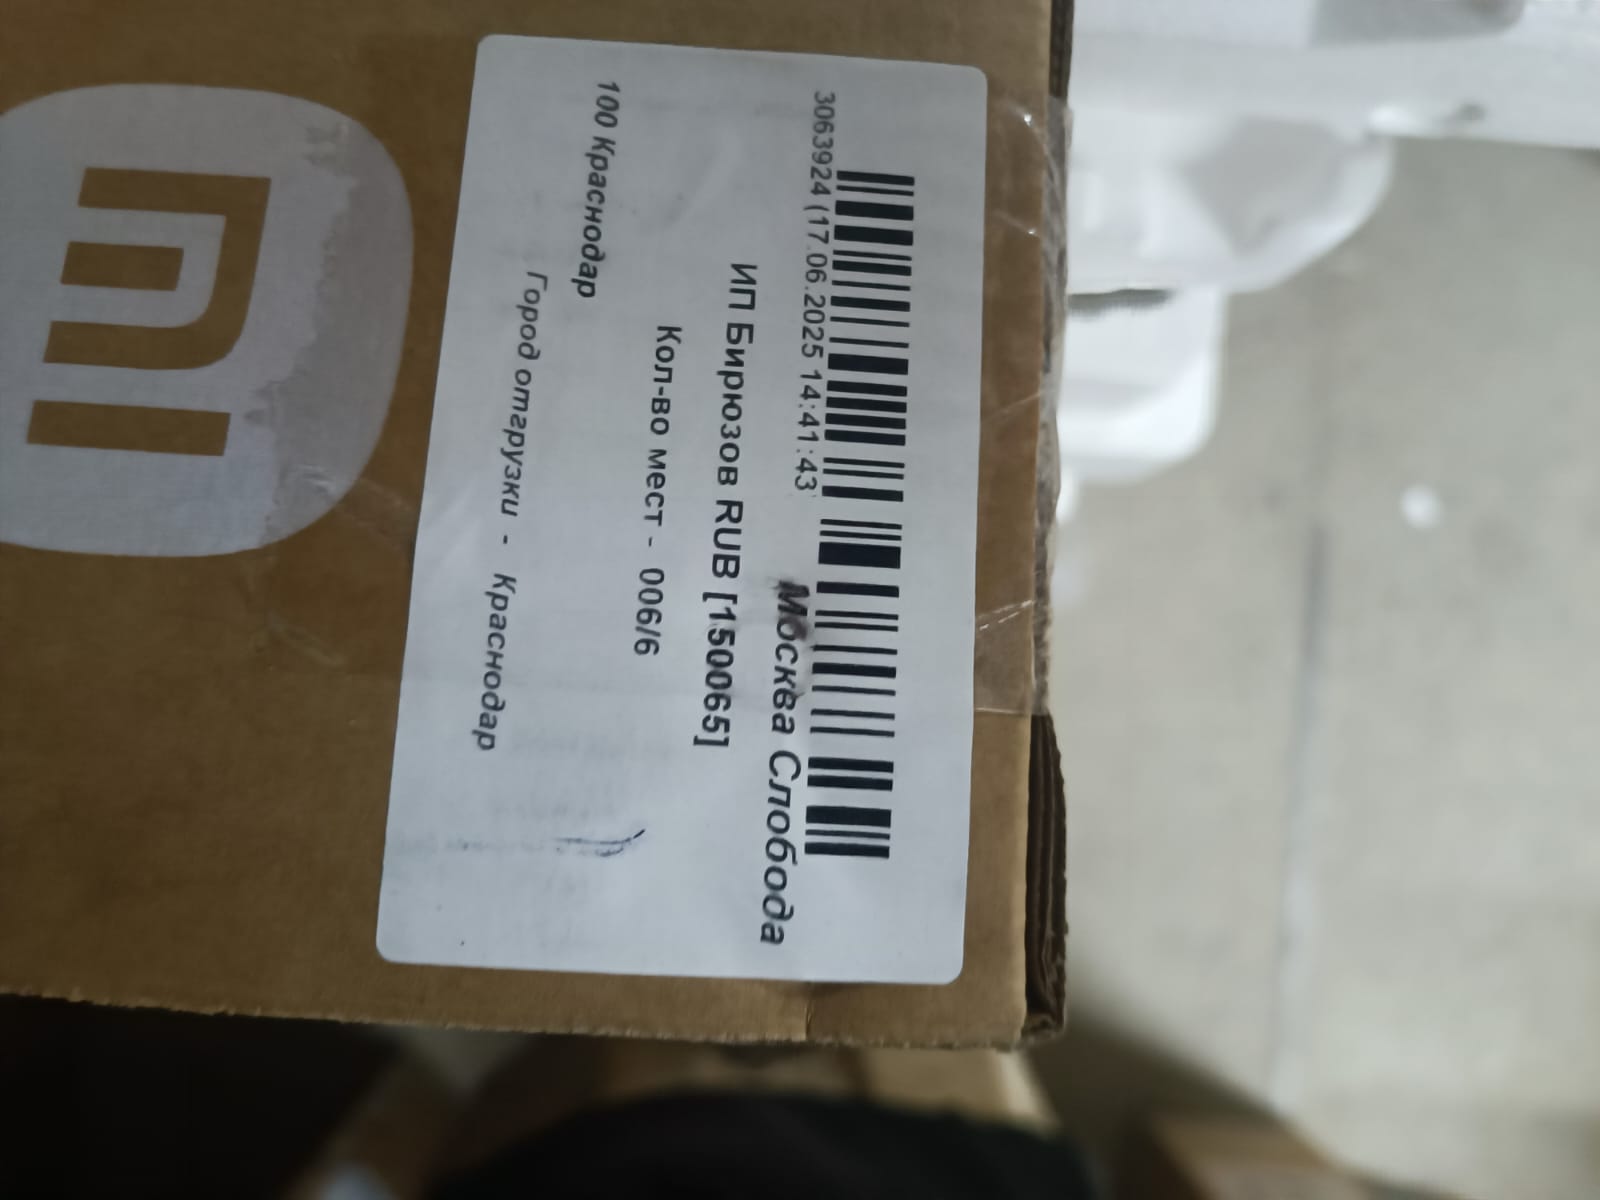 3063924 (17.06.2025 14:41:43
Москва Слобода
ИП Бирюзов RUB [150065]
Кол-во мест - 006/6
100 Краснодар
Город отгрузки - Краснодар